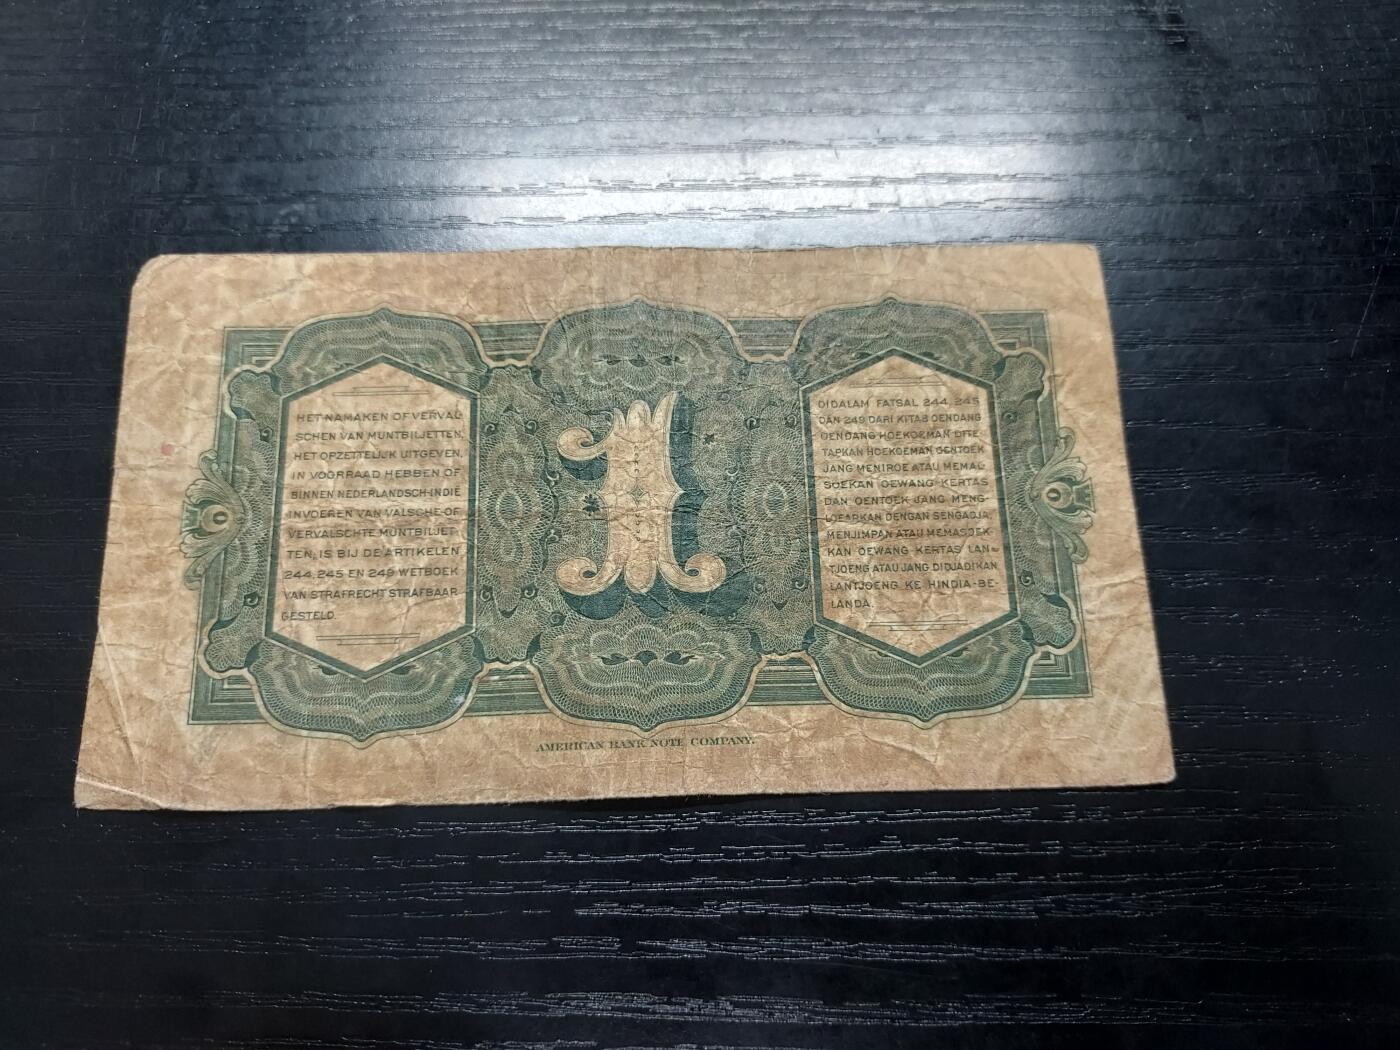 HET NAMAKEN OF VERVAL
SCHEN VAN MUNTBILJETTEN,
HET OPZETTELIJK UITGEVEN,
IN VOORRAAD HEBBEN OF
BINNEN NEDERLANDSCH-INDIË
INVOEREN VAN VALSCHE OF
VERVALSCHTE MUNTBILJET-
TEN, IS BIJ DE ARTIKELEN
244, 245 EN 249 WETBOEK
VAN STRAFRECHT STRAFBAAR
GESTELD.
1
DIDALAM FATSAL 244, 245
DAN 249 DARI KITAB OENDANG
OENDANG HOEKOEMAN DITE-
TAPKAN HOEKOEMAN OENTOEK
JANG MENIROE ATAU MEMAL-
SOEKAN OEWANG KERTAS
DAN OENTOEK JANG MENG-
LOEARKAN DENGAN SENGADJA,
MENJIMPAN ATAU MEMASOEK-
KAN OEWANG KERTAS LAN-
TJOENG ATAU JANG DIDJADIKAN
LANTJOENG KE HINDIA-BE-
LANDA.
AMERICAN BANK NOTE COMPANY.